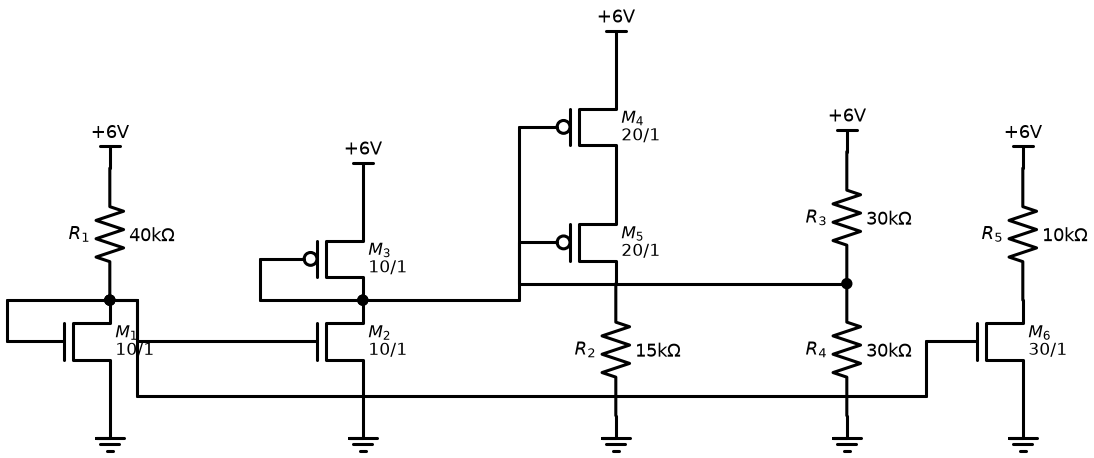 +6V
M₄
20/1
+6V
+6V
+6V
+6V
R₁
40kΩ
M₃
10/1
M₅
20/1
R₃
30kΩ
R₅
10kΩ
M₁
10/1
M₂
10/1
R₂
15kΩ
R₄
30kΩ
M₆
30/1